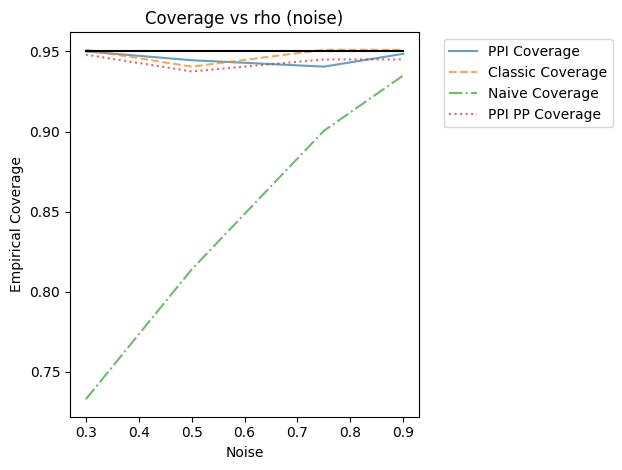 Coverage vs rho (noise)
0.95
0.90
0.85
0.80
0.75
Empirical Coverage
0.3 0.4 0.5 0.6 0.7 0.8 0.9
Noise
PPI Coverage
Classic Coverage
Naive Coverage
PPI PP Coverage